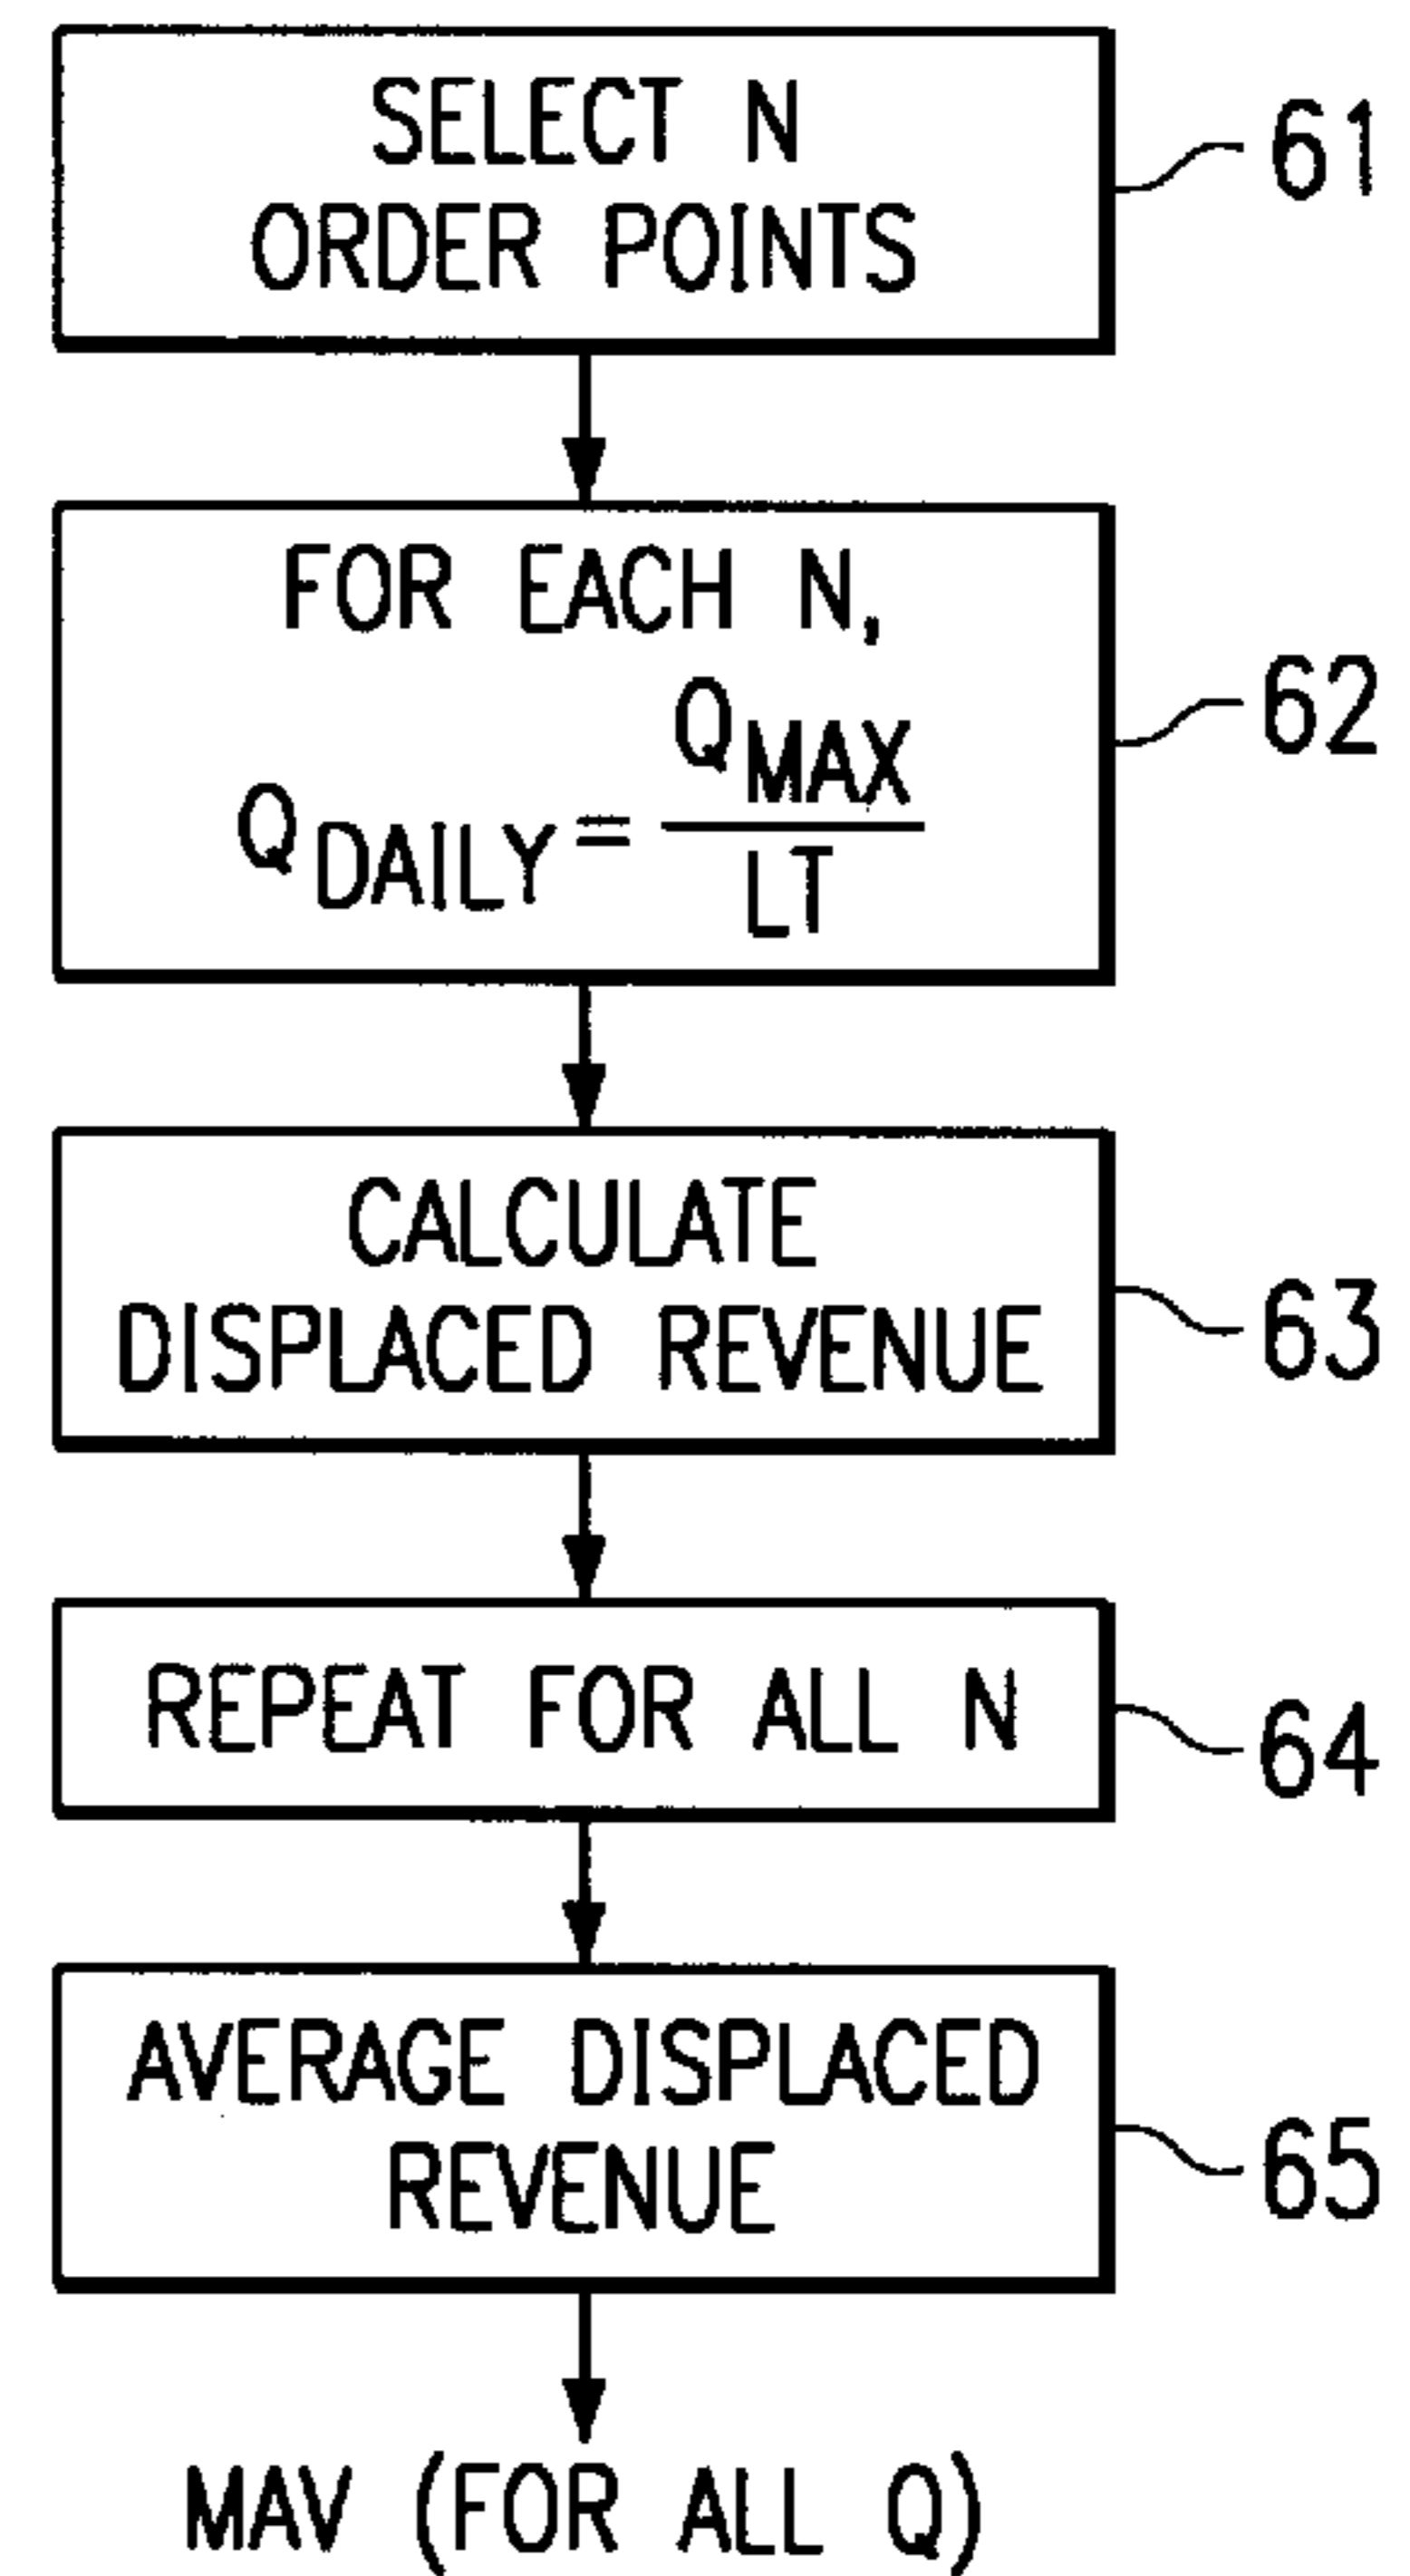 SELECT N
ORDER POINTS
61
FOR EACH N,
Q_DAILY = Q_MAX / LT
62
CALCULATE
DISPLACED REVENUE
63
REPEAT FOR ALL N
64
AVERAGE DISPLACED
REVENUE
65
MAV (FOR ALL Q)